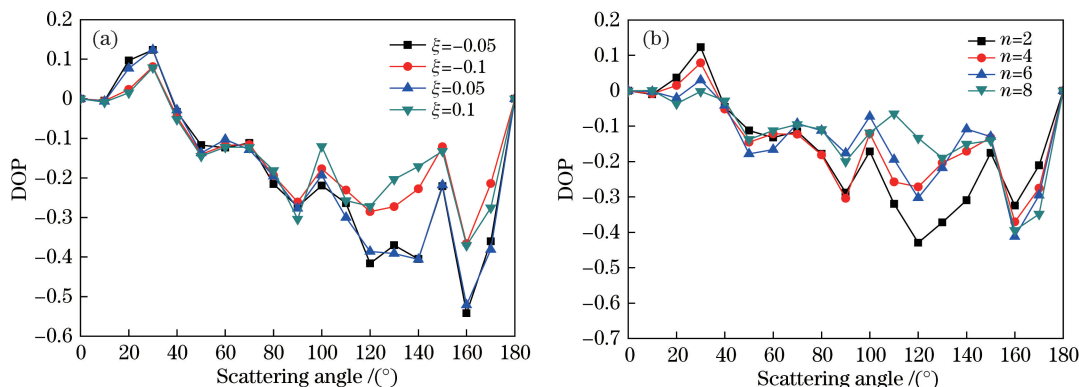 (a)
ξ=−0.05
ξ=−0.1
ξ=0.05
ξ=0.1
0.2
0.1
0
−0.1
−0.2
−0.3
−0.4
−0.5
−0.6
DOP
0 20 40 60 80 100 120 140 160 180
Scattering angle /(°)
(b)
n=2
n=4
n=6
n=8
0.2
0.1
0
−0.1
−0.2
−0.3
−0.4
−0.5
−0.6
−0.7
DOP
0 20 40 60 80 100 120 140 160 180
Scattering angle /(°)